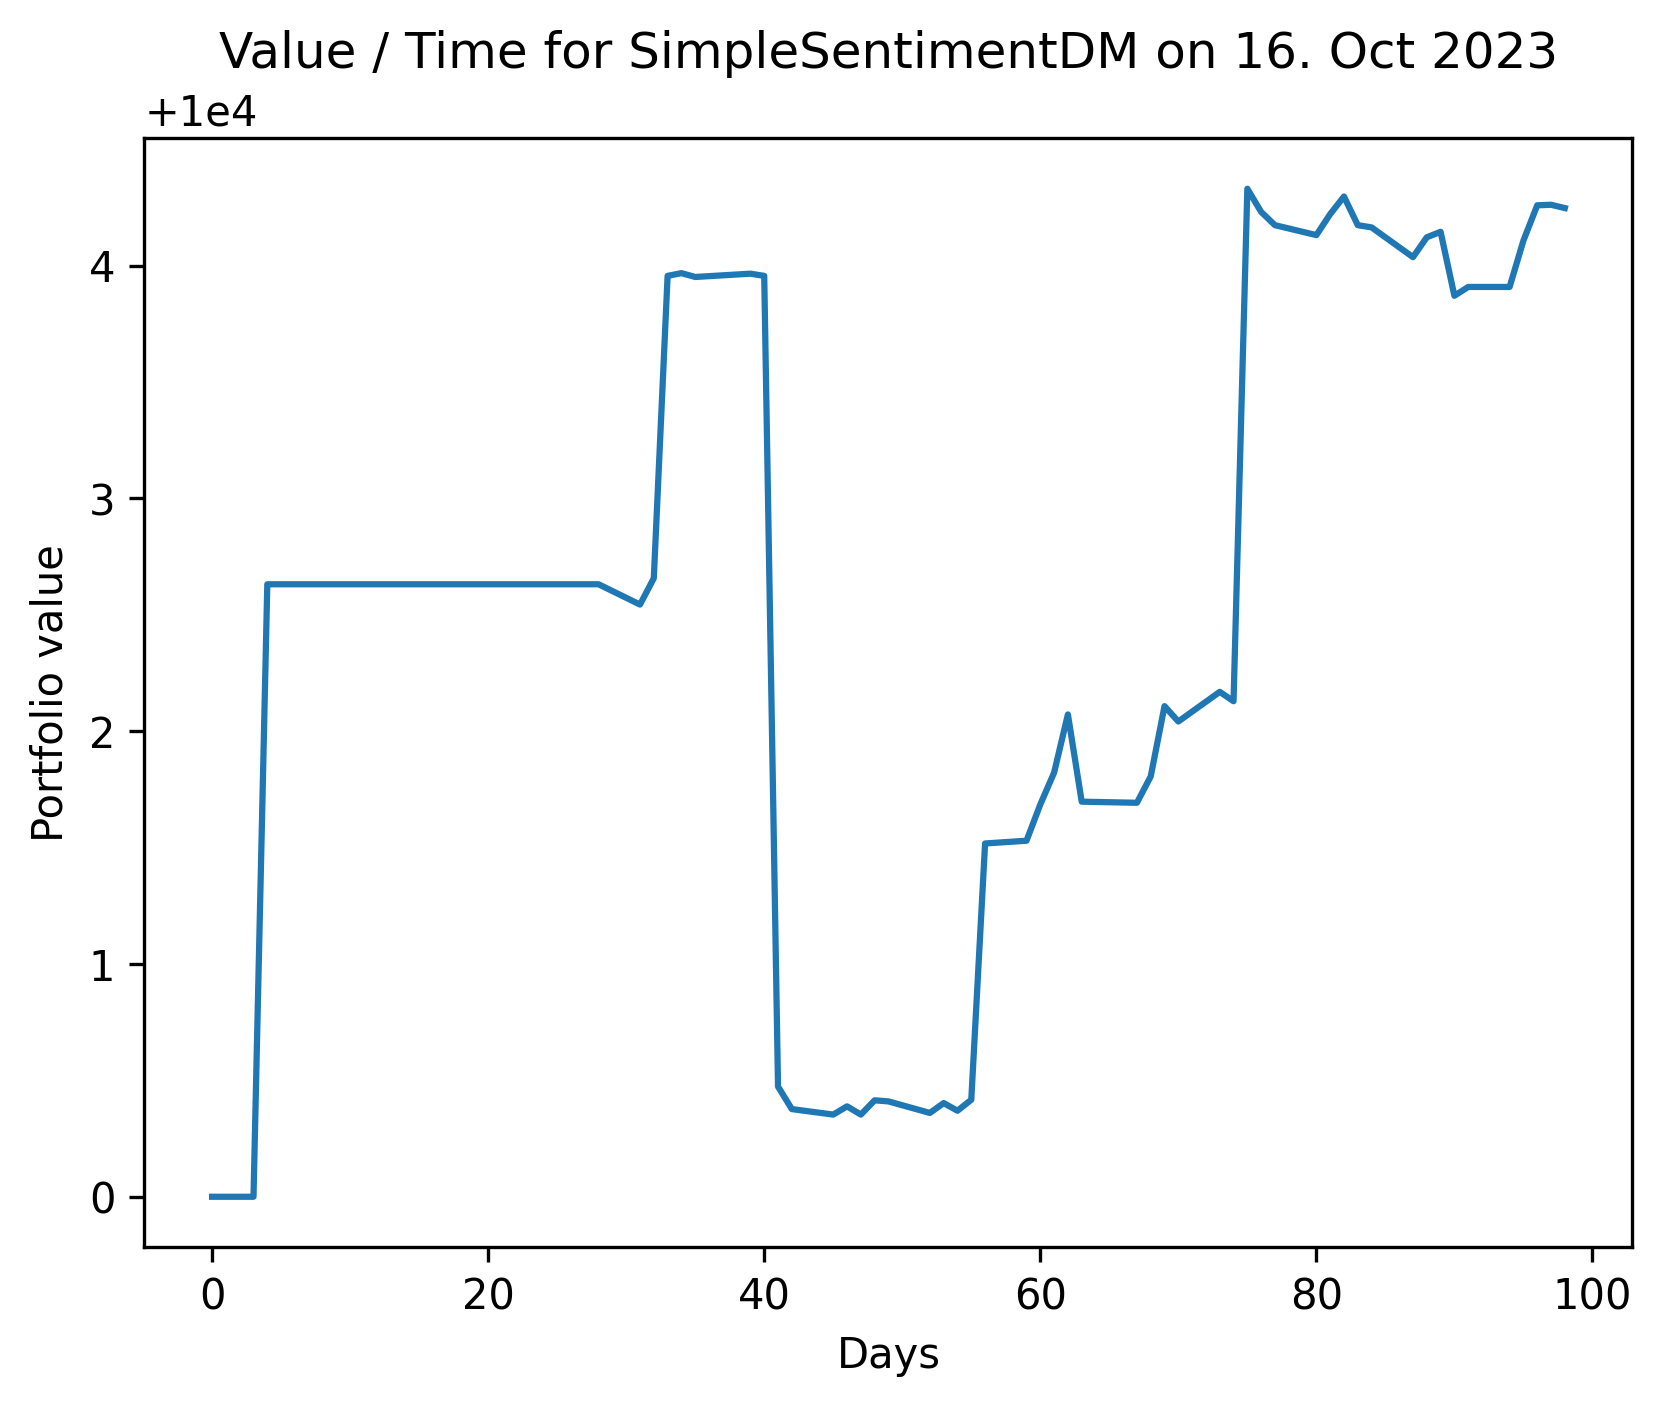 Value / Time for SimpleSentimentDM on 16. Oct 2023
+1e4
4
3
2
1
0
Portfolio value
0 20 40 60 80 100
Days